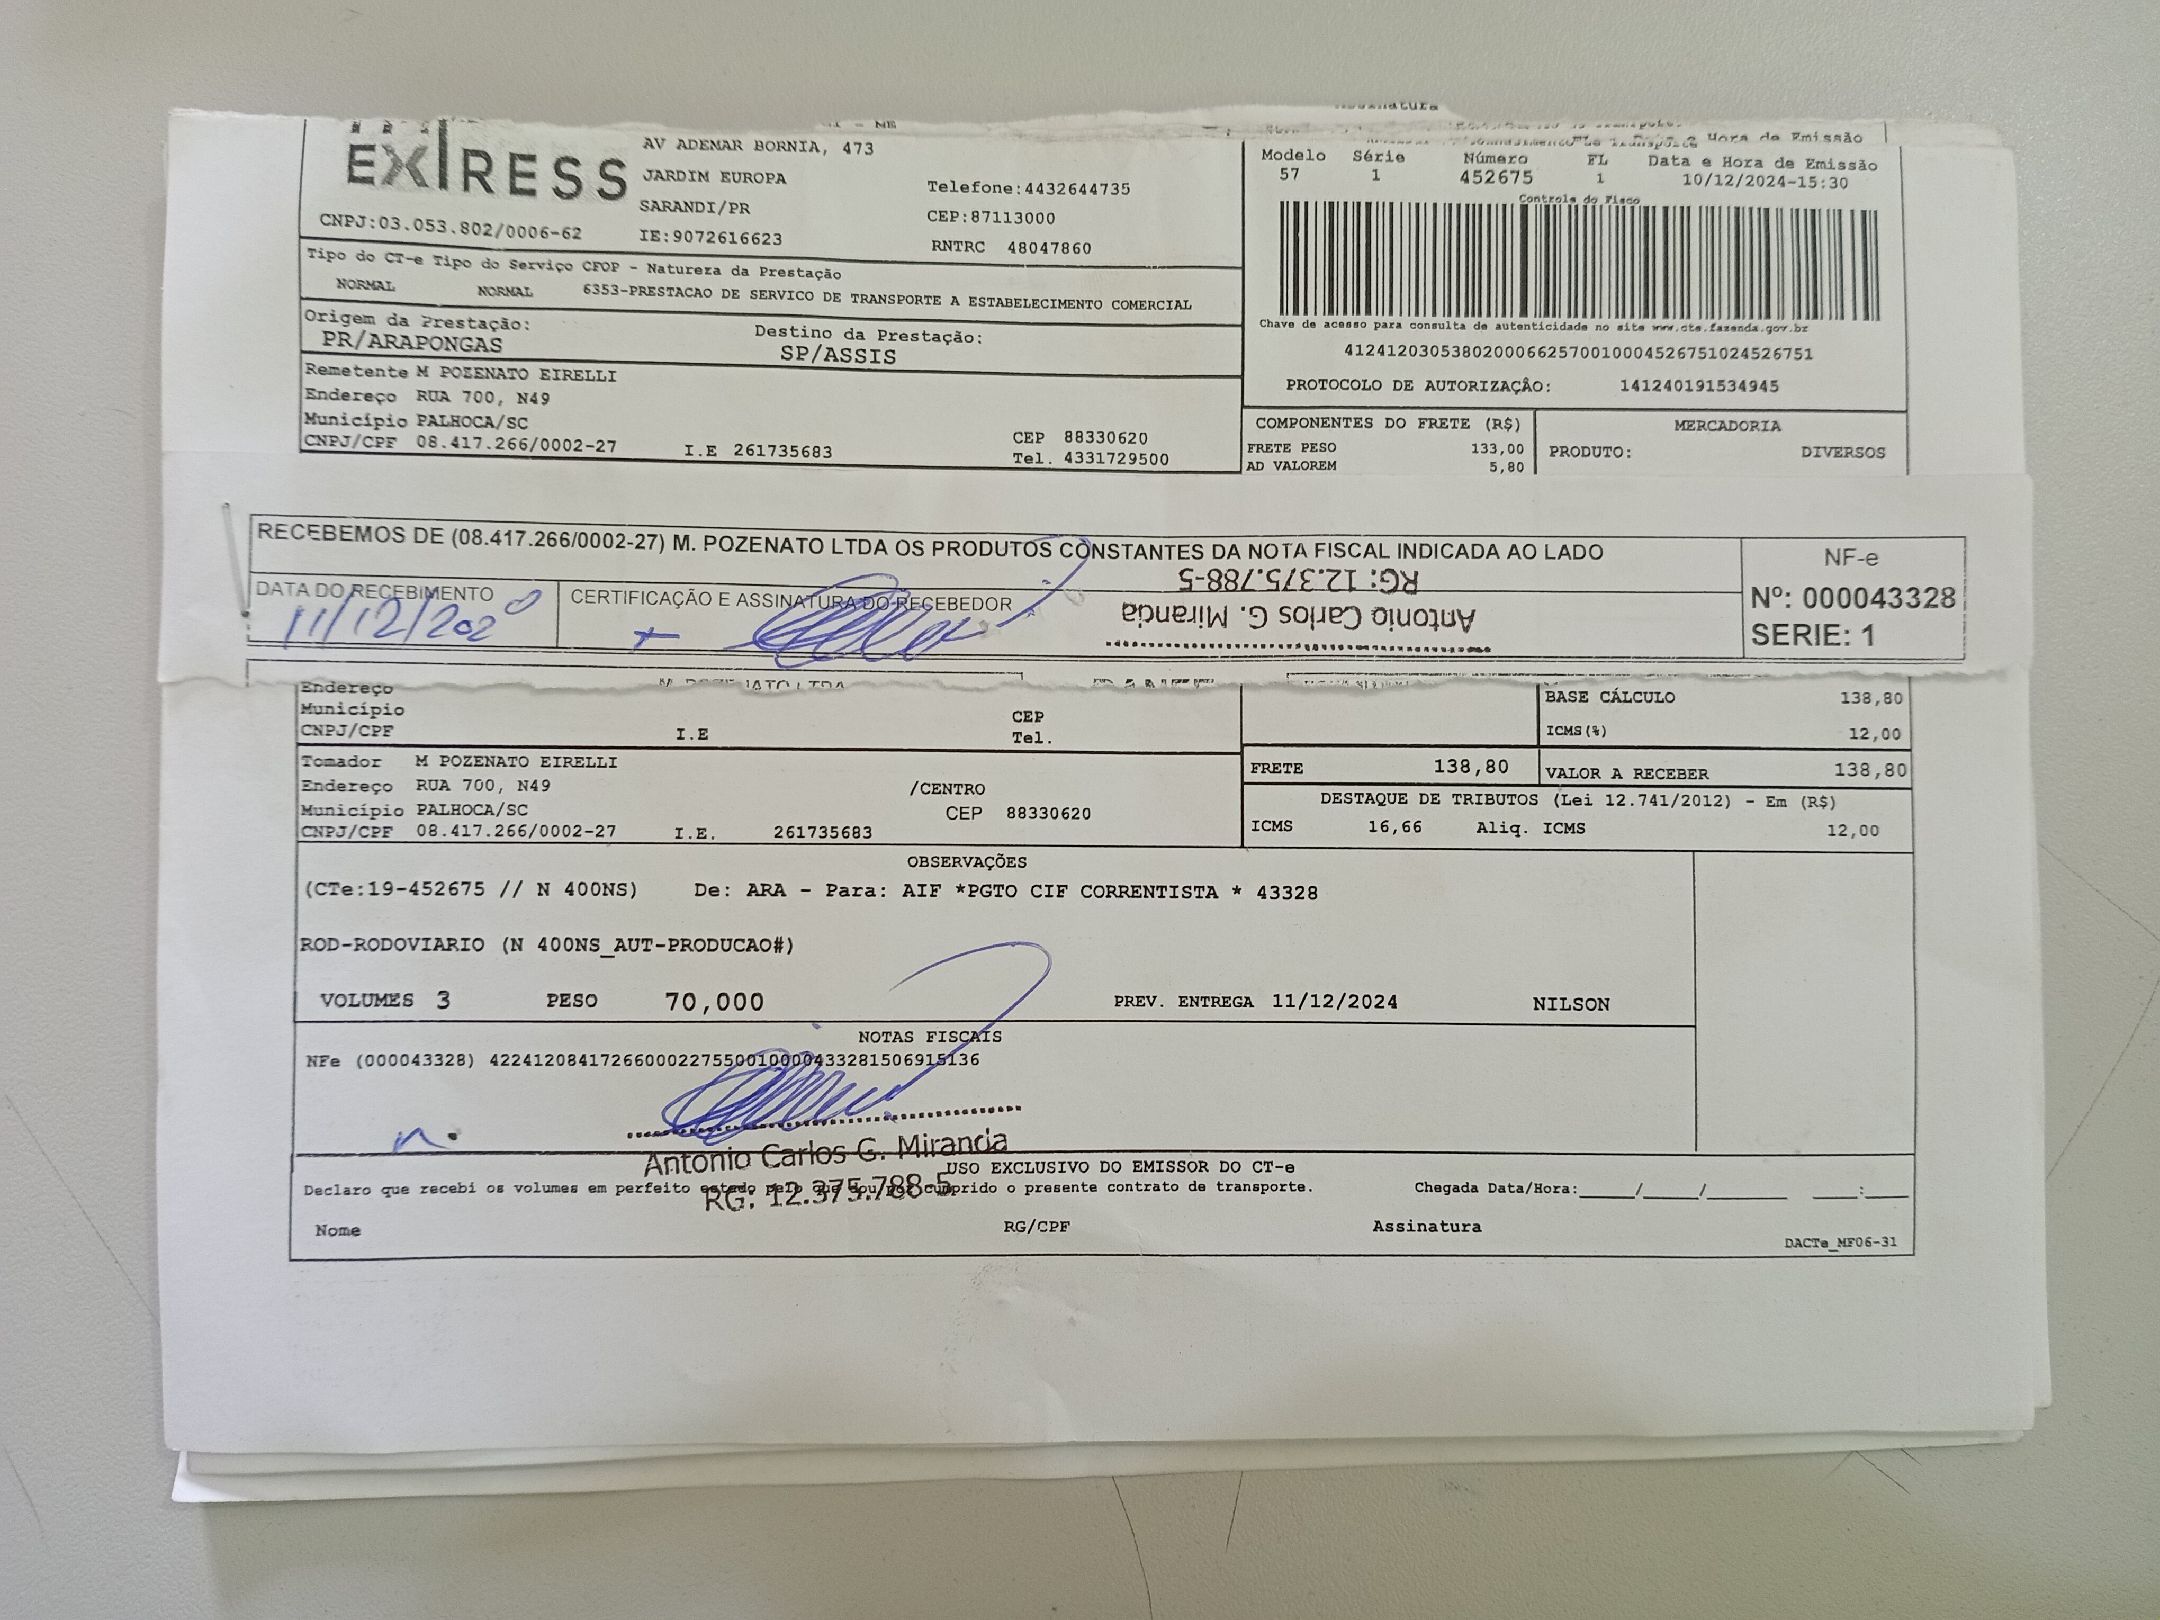 Assinatura
EXPRESS
AV ADEMAR BORNIA, 473
JARDIM EUROPA
SARANDI/PR
IE:9072616623
Telefone:4432644735
CEP:87113000
RNTRC 48047860
CNPJ:03.053.802/0006-62
Hora de Emissão
Modelo Série Número FL Data e Hora de Emissão
57 1 452675 1 10/12/2024-15:30
Controle do Fisco
Chave de acesso para consulta de autenticidade no site www.cte.fazenda.gov.br
41241203053802000662570010004526751024526751
PROTOCOLO DE AUTORIZAÇÃO: 141240191534945
Tipo do CT-e Tipo do Serviço CFOP - Natureza da Prestação
NORMAL NORMAL 6353-PRESTACAO DE SERVICO DE TRANSPORTE A ESTABELECIMENTO COMERCIAL
Origem da Prestação: Destino da Prestação:
PR/ARAPONGAS SP/ASSIS
Remetente M POZENATO EIRELLI
Endereço RUA 700, N49
Município PALHOCA/SC CEP 88330620
CNPJ/CPF 08.417.266/0002-27 I.E 261735683 Tel. 4331729500
COMPONENTES DO FRETE (R$) MERCADORIA
FRETE PESO 133,00 PRODUTO: DIVERSOS
AD VALOREM 5,80
RECEBEMOS DE (08.417.266/0002-27) M. POZENATO LTDA OS PRODUTOS CONSTANTES DA NOTA FISCAL INDICADA AO LADO
DATA DO RECEBIMENTO CERTIFICAÇÃO E ASSINATURA DO RECEBEDOR
11/12/202
Antonio Carlos G. Miranda
RG: 12.375.788-5
NF-e
Nº: 000043328
SERIE: 1
Endereço
Município CEP
CNPJ/CPF I.E Tel.
BASE CÁLCULO 138,80
ICMS(%) 12,00
FRETE 138,80 VALOR A RECEBER 138,80
Tomador M POZENATO EIRELLI
Endereço RUA 700, N49 /CENTRO
Município PALHOCA/SC CEP 88330620
CNPJ/CPF 08.417.266/0002-27 I.E. 261735683
DESTAQUE DE TRIBUTOS (Lei 12.741/2012) - Em (R$)
ICMS 16,66 Aliq. ICMS 12,00
OBSERVAÇÕES
(CTe:19-452675 // N 400NS) De: ARA - Para: AIF *PGTO CIF CORRENTISTA * 43328
ROD-RODOVIARIO (N 400NS_AUT-PRODUCAO#)
VOLUMES 3 PESO 70,000 PREV. ENTREGA 11/12/2024 NILSON
NOTAS FISCAIS
NFe (000043328) 42241208417266000227550010000433281506915136
Antonio Carlos G. Miranda
RG: 12.375.788-5
USO EXCLUSIVO DO EMISSOR DO CT-e
Declaro que recebi os volumes em perfeito estado pelo que dou por cumprido o presente contrato de transporte. Chegada Data/Hora:____/____/______ ___:___
Nome RG/CPF Assinatura
DACTe_MF06-31